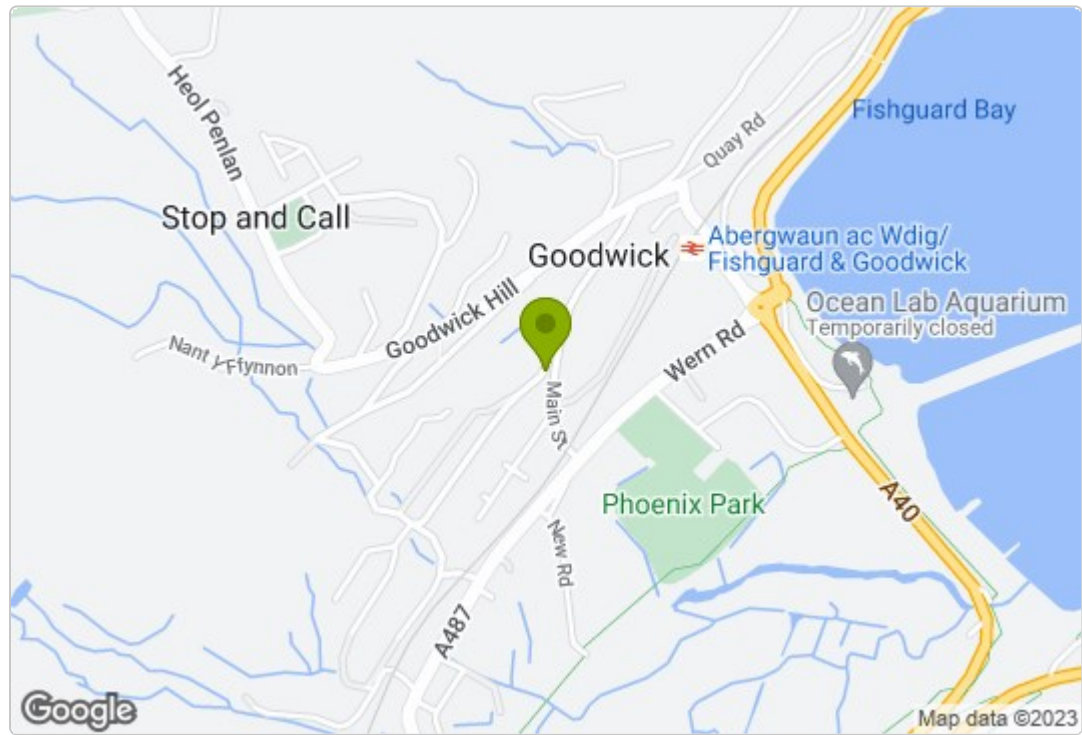 Heol Penlan
Fishguard Bay
Quay Rd
Stop and Call
Goodwick
Abergwaun ac Wdig/
Fishguard & Goodwick
Goodwick Hill
Ocean Lab Aquarium
Temporarily closed
Nant Y Ffynnon
Wern Rd
Main St
Phoenix Park
A40
New Rd
A487
Google
Map data ©2023